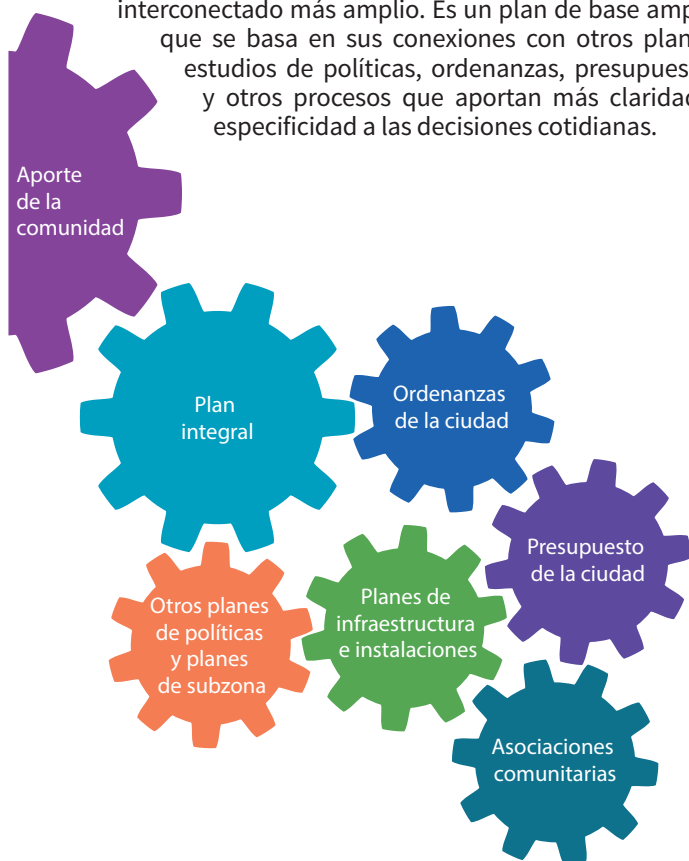 interconectado más amplio. Es un plan de base amp
que se basa en sus conexiones con otros plan
estudios de políticas, ordenanzas, presupues
y otros procesos que aportan más claridad
especificidad a las decisiones cotidianas.
Aporte
de la
comunidad
Plan
integral
Ordenanzas
de la ciudad
Presupuesto
de la ciudad
Otros planes
de políticas
y planes
de subzona
Planes de
infraestructura
e instalaciones
Asociaciones
comunitarias